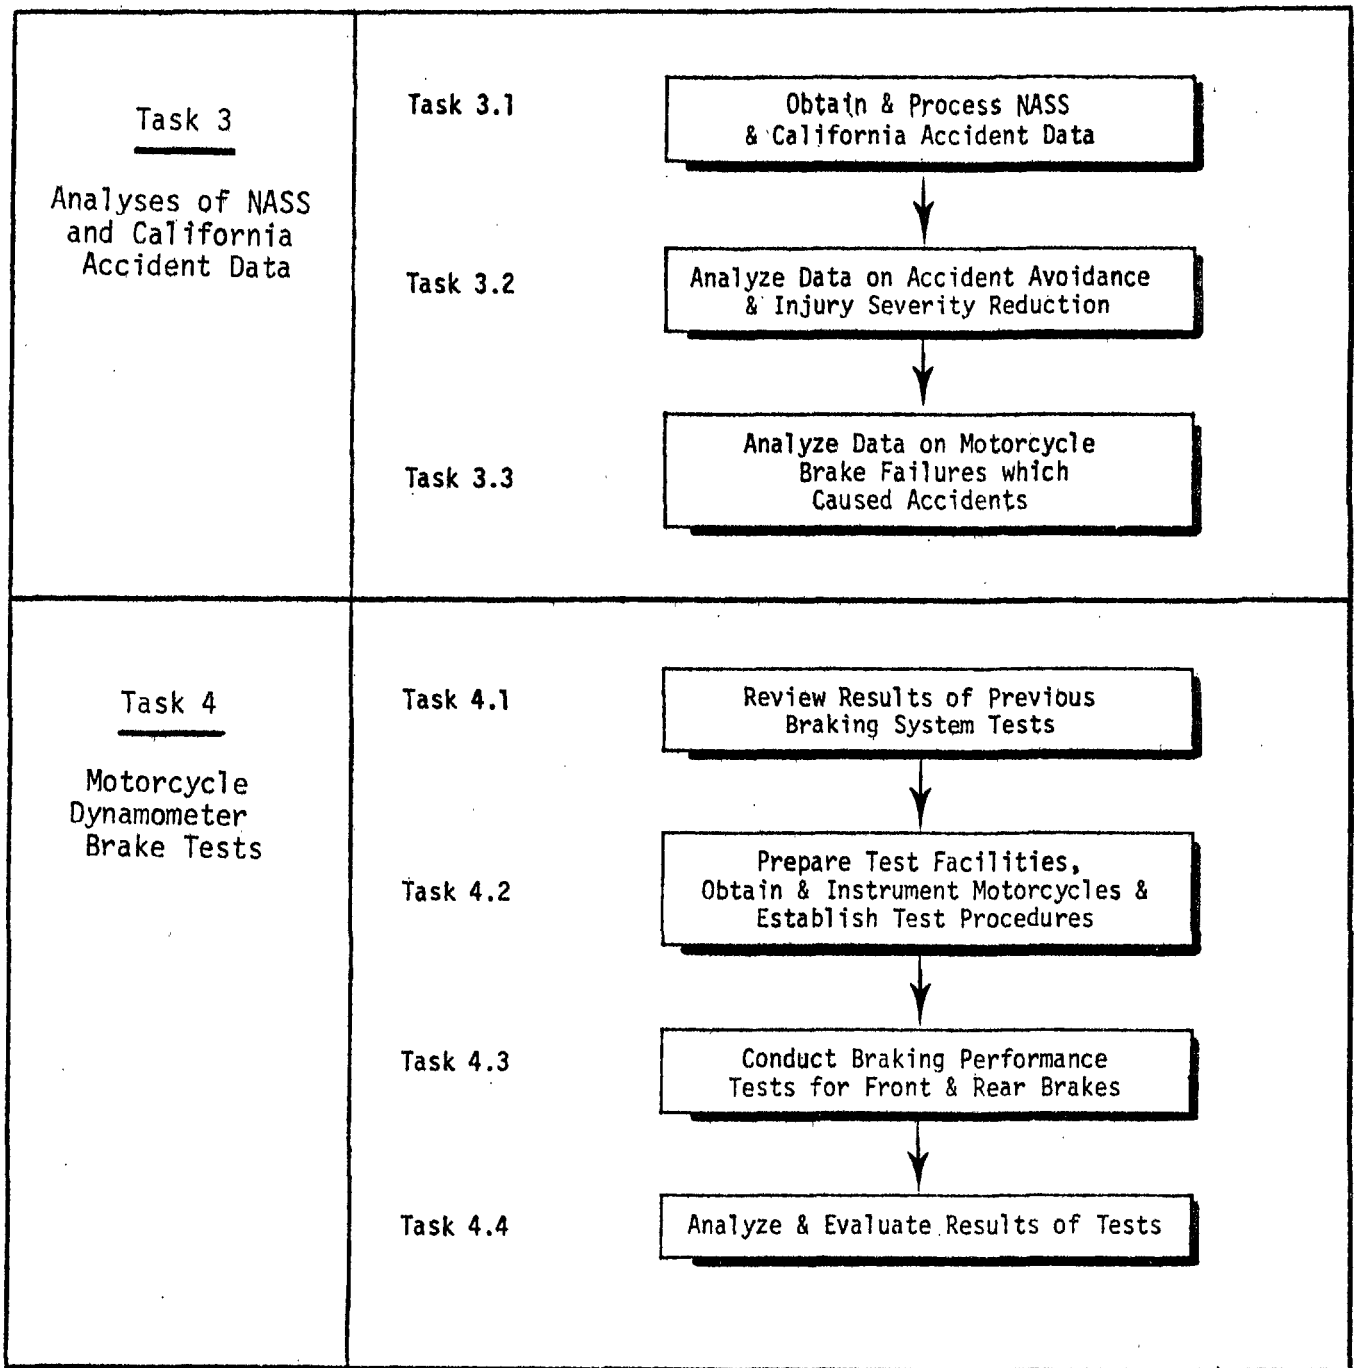 Task 3
Analyses of NASS
and California
Accident Data
Task 3.1
Obtain & Process NASS
& California Accident Data
Task 3.2
Analyze Data on Accident Avoidance
& Injury Severity Reduction
Task 3.3
Analyze Data on Motorcycle
Brake Failures which
Caused Accidents
Task 4
Motorcycle
Dynamometer
Brake Tests
Task 4.1
Review Results of Previous
Braking System Tests
Task 4.2
Prepare Test Facilities,
Obtain & Instrument Motorcycles &
Establish Test Procedures
Task 4.3
Conduct Braking Performance
Tests for Front & Rear Brakes
Task 4.4
Analyze & Evaluate Results of Tests